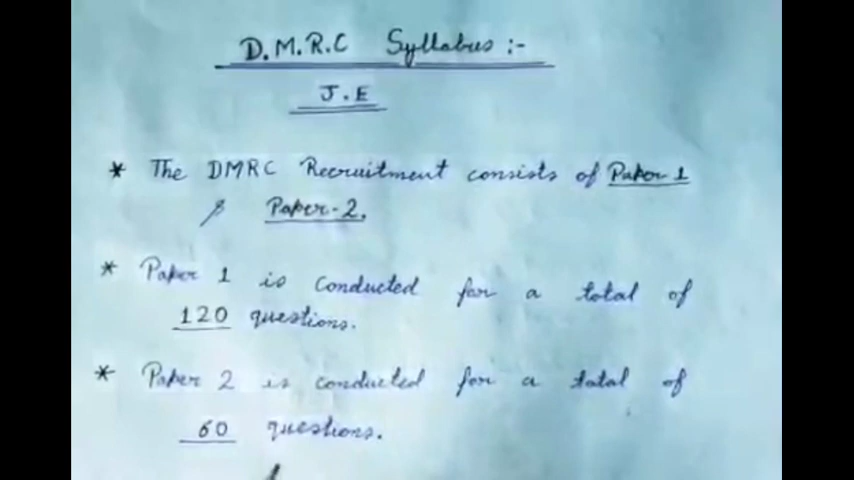 D.M.R.C Syllabus :-
J.E
* The DMRC Recruitment consists of Paper 1
& Paper-2.
* Paper 1 is conducted for a total of
120 questions.
* Paper 2 is conducted for a total of
60 questions.